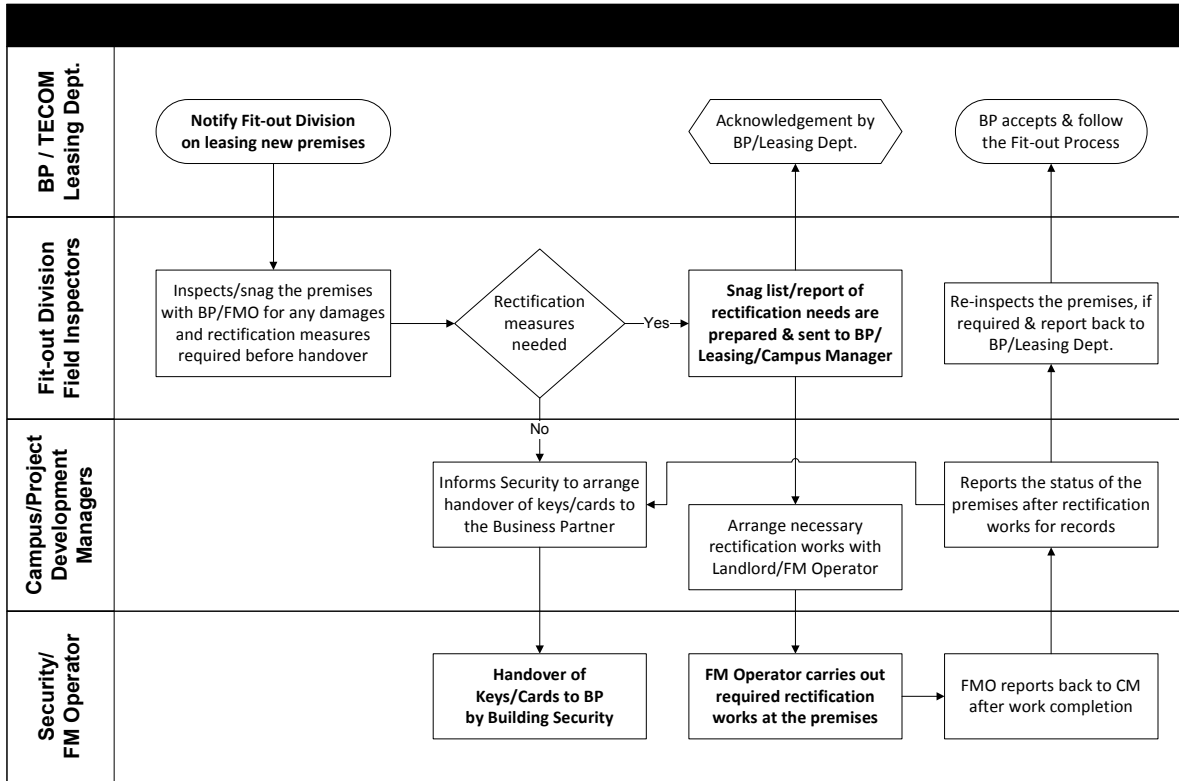 BP / TECOM
Leasing Dept.
Notify Fit-out Division
on leasing new premises
Acknowledgement by
BP/Leasing Dept.
BP accepts & follow
the Fit-out Process
Fit-out Division
Field Inspectors
Inspects/snag the premises
with BP/FMO for any damages
and rectification measures
required before handover
Rectification
measures
needed
Yes
Snag list/report of
rectification needs are
prepared & sent to BP/
Leasing/Campus Manager
Re-inspects the premises, if
required & report back to
BP/Leasing Dept.
No
Campus/Project
Development
Managers
Informs Security to arrange
handover of keys/cards to
the Business Partner
Arrange necessary
rectification works with
Landlord/FM Operator
Reports the status of the
premises after rectification
works for records
Security/
FM Operator
Handover of
Keys/Cards to BP
by Building Security
FM Operator carries out
required rectification
works at the premises
FMO reports back to CM
after work completion